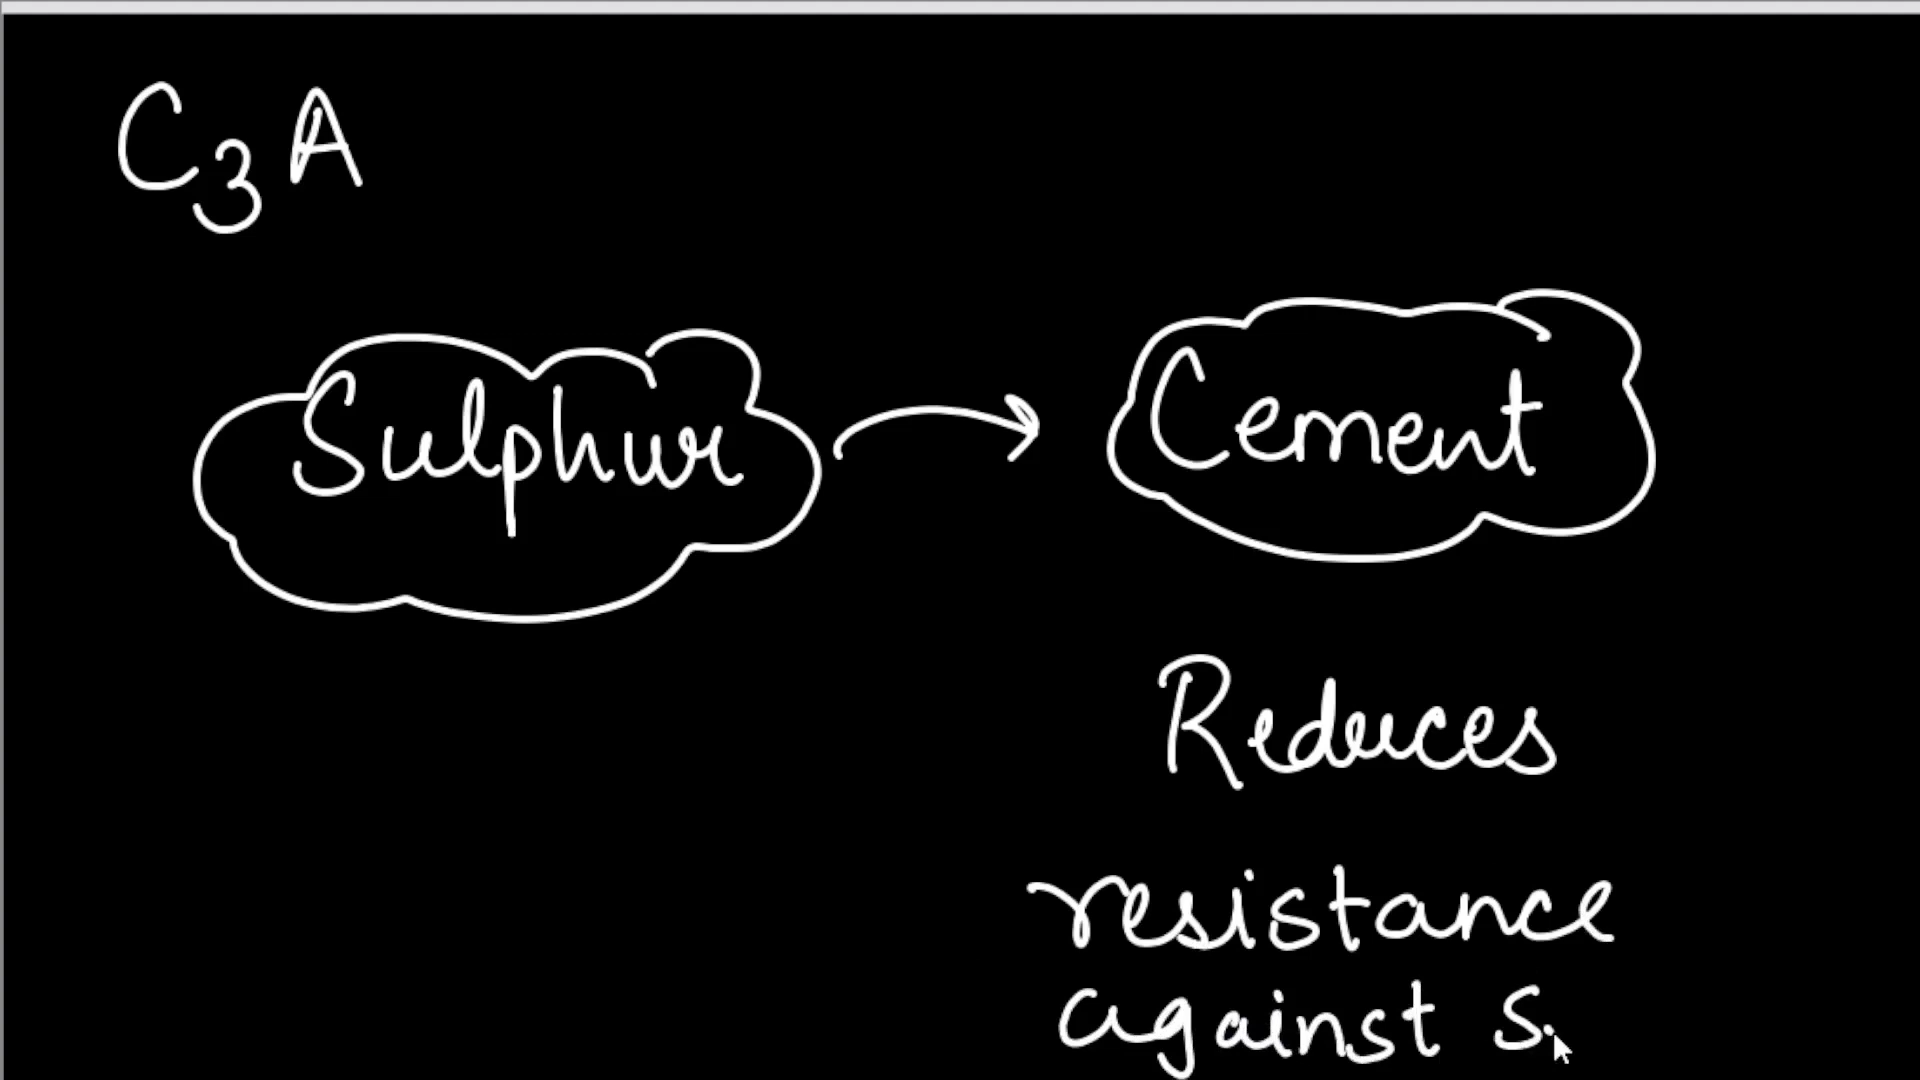 C₃A
Sulphur → Cement
Reduces
resistance
against S.